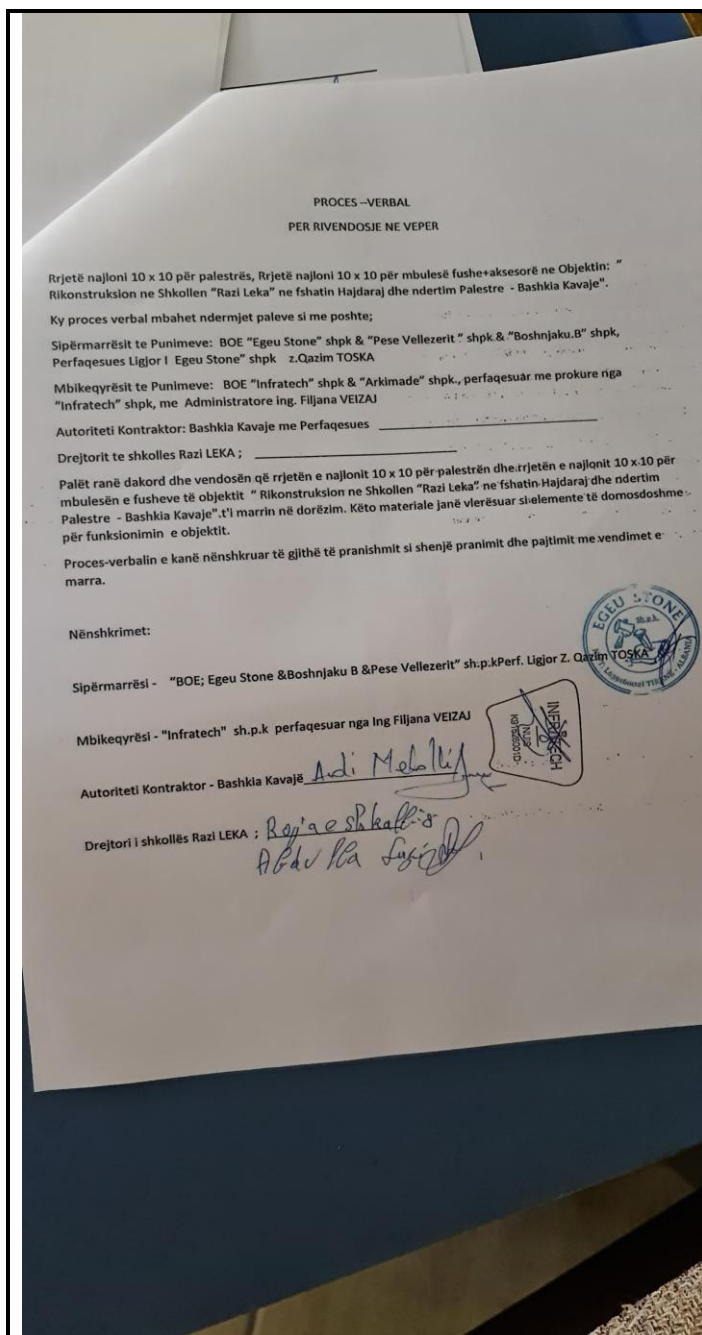 PROCES –VERBAL
PER RIVENDOSJE NE VEPER
Rrjetë najloni 10 x 10 për palestrës, Rrjetë najloni 10 x 10 për mbulesë fushe+aksesorë ne Objektin: "
Rikonstruksion ne Shkollen "Razi Leka" ne fshatin Hajdaraj dhe ndertim Palestre - Bashkia Kavaje".
Ky proces verbal mbahet ndermjet paleve si me poshte;
Sipërmarrësit te Punimeve: BOE "Egeu Stone" shpk & "Pese Vellezerit " shpk & "Boshnjaku.B" shpk,
Perfaqesues Ligjor I Egeu Stone" shpk z.Qazim TOSKA
Mbikeqyrësit te Punimeve: BOE "Infratech" shpk & "Arkimade" shpk., perfaqesuar me prokure nga
"Infratech" shpk, me Administratore ing. Filjana VEIZAJ
Autoriteti Kontraktor: Bashkia Kavaje me Perfaqesues
Drejtorit te shkolles Razi LEKA ;
Palët ranë dakord dhe vendosën që rrjetën e najlonit 10 x 10 për palestrën dhe rrjetën e najlonit 10 x 10 për
mbulesën e fusheve të objektit " Rikonstruksion ne Shkollen "Razi Leka" ne fshatin Hajdaraj dhe ndertim
Palestre - Bashkia Kavaje".t'i marrin në dorëzim. Këto materiale janë vlerësuar si elemente të domosdoshme
për funksionimin e objektit.
Proces-verbalin e kanë nënshkruar të gjithë të pranishmit si shenjë pranimit dhe pajtimit me vendimet e
marra.
Nënshkrimet:
EGEU STONE
Sh.p.k.
TIRANE - ALBANIA
Sipërmarrësi - "BOE; Egeu Stone &Boshnjaku B &Pese Vellezerit" sh.p.kPerf. Ligjor Z. Qazim TOSKA
Mbikeqyrësi - "Infratech" sh.p.k perfaqesuar nga Ing Filjana VEIZAJ
INFRATECH
Autoriteti Kontraktor - Bashkia Kavajë Ardi
Drejtori i shkollës Razi LEKA ;